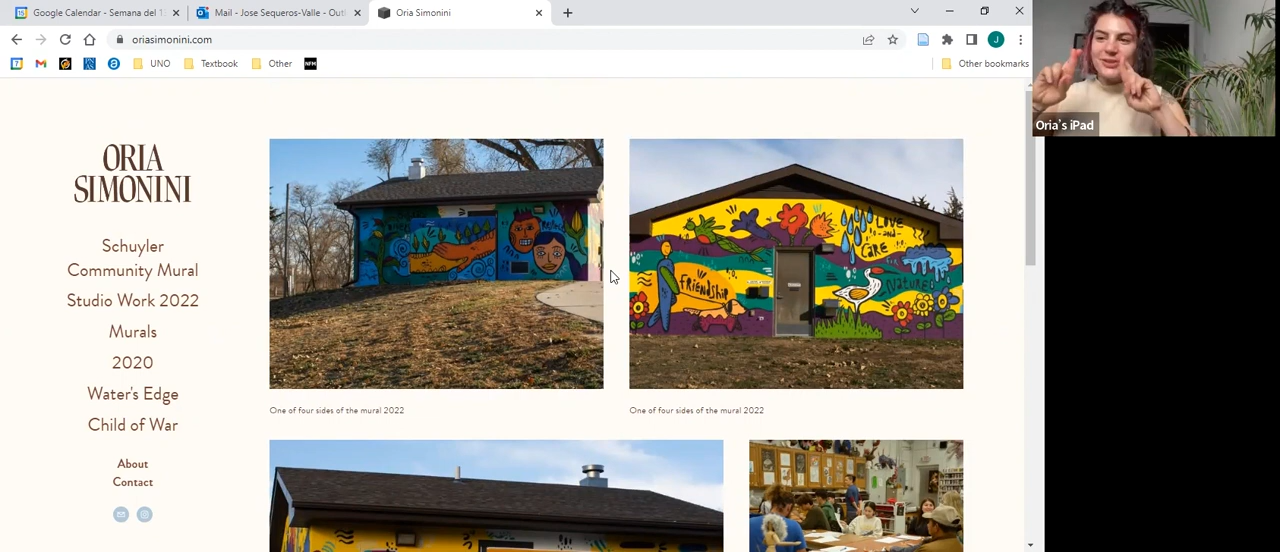 Google Calendar - Semana del 1
Mail - Jose Sequeros-Valle - Out
Oria Simonini
oriasimonini.com
J
UNO
Textbook
Other
NFM
Other bookmarks
Oria's iPad
ORIA
SIMONINI
Schuyler
Community Mural
Studio Work 2022
Murals
2020
Water's Edge
Child of War
About
Contact
LOVE
and
CARE
FRIENDSHIP
NATURE
One of four sides of the mural 2022
One of four sides of the mural 2022